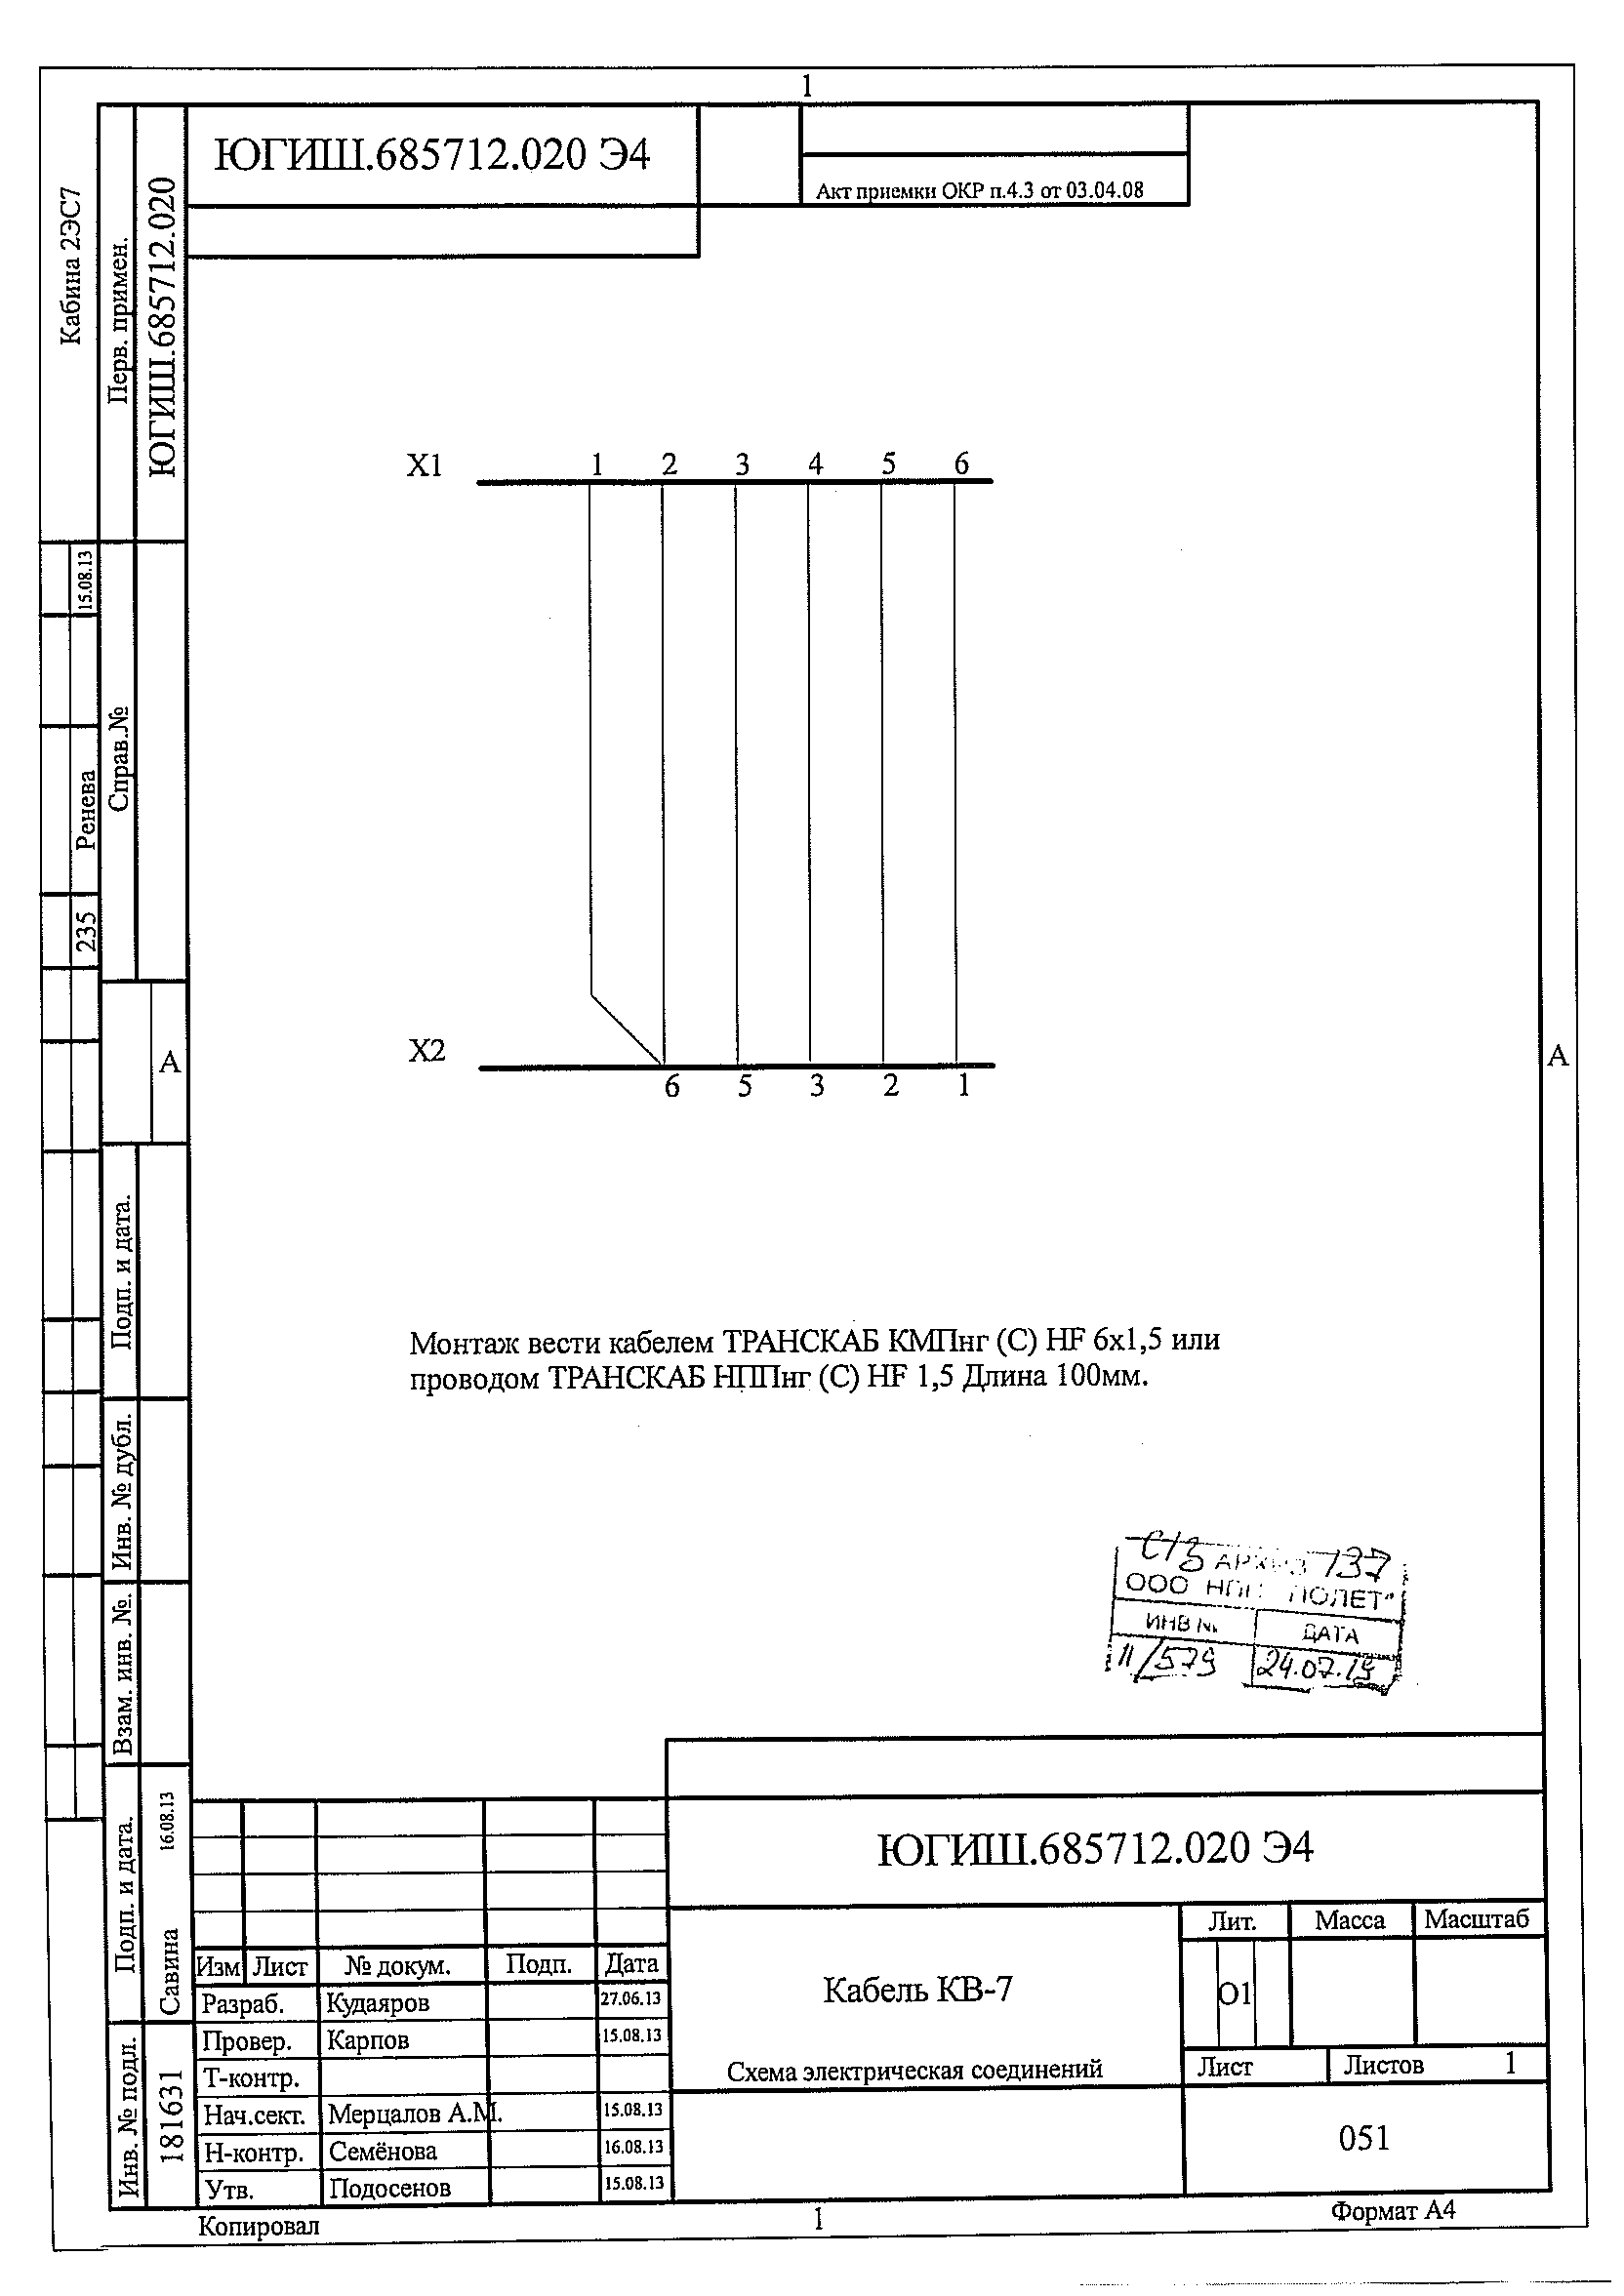 1
ЮГИШ.685712.020 Э4
Акт приемки ОКР п.4.3 от 03.04.08
Кабина 2ЭС7
Перв. примен.
ЮГИШ.685712.020
X1 1 2 3 4 5 6
15.08.13
Ренева
235
Справ.№
X2
6 5 3 2 1
А
А
Подп. и дата.
Монтаж вести кабелем ТРАНСКАБ КМПнг (С) HF 6х1,5 или
проводом ТРАНСКАБ НППнг (С) HF 1,5 Длина 100мм.
Инв. № дубл.
Взам. инв. №.
АРХИВ 137
ООО НПП ПОЛЕТ"
ИНВ № ДАТА
11/579 24.07.19
Подп. и дата.
Савина 16.08.13
Инв. № подл.
181631
ЮГИШ.685712.020 Э4
Изм Лист № докум. Подп. Дата
Разраб. Кудаяров 27.06.13
Провер. Карпов 15.08.13
Т-контр.
Нач.сект. Мерцалов А.М. 15.08.13
Н-контр. Семёнова 16.08.13
Утв. Подосенов 15.08.13
Кабель КВ-7
Схема электрическая соединений
Лит. Масса Масштаб
О1
Лист Листов 1
051
Копировал
1
Формат А4